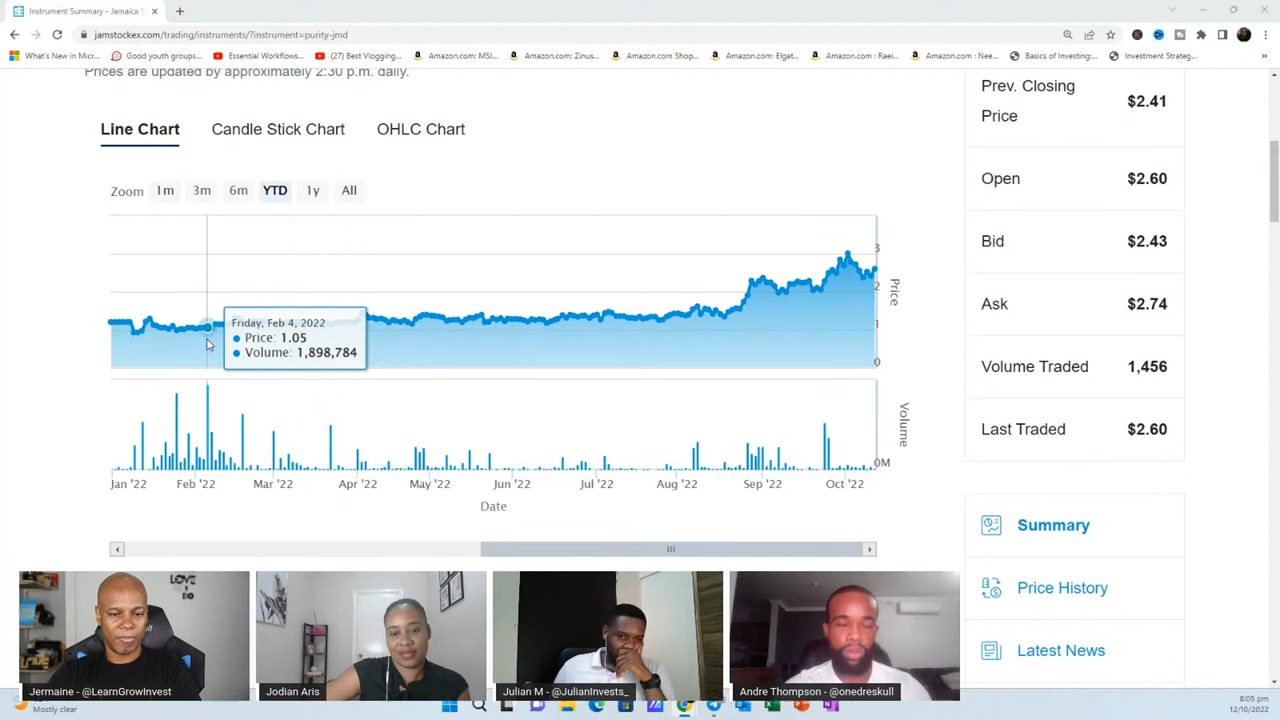 Instrument Summary - Jamaica S
jamstockex.com/trading/instruments/?instrument=purity-jmd
What's New in Micr...
Good youth groups...
Essential Workflows...
(27) Best Vlogging...
Amazon.com: MSI...
Amazon.com: Zinus...
Amazon.com Shop...
Amazon.com: Elgat...
Amazon.com: Raei...
Amazon.com : Nee...
Basics of Investing:...
Investment Strateg...
Prices are updated by approximately 2:30 p.m. daily.
Line Chart
Candle Stick Chart
OHLC Chart
Zoom
1m
3m
6m
YTD
1y
All
3
2
1
0
Price
Friday, Feb 4, 2022
Price: 1.05
Volume: 1,898,784
Volume
0M
Jan '22
Feb '22
Mar '22
Apr '22
May '22
Jun '22
Jul '22
Aug '22
Sep '22
Oct '22
Date
Prev. Closing
Price
$2.41
Open
$2.60
Bid
$2.43
Ask
$2.74
Volume Traded
1,456
Last Traded
$2.60
Summary
Price History
Latest News
Jermaine - @LearnGrowInvest
Jodian Aris
Julian M - @JulianInvests_
Andre Thompson - @onedreskull
Mostly clear
8:05 pm
12/10/2022